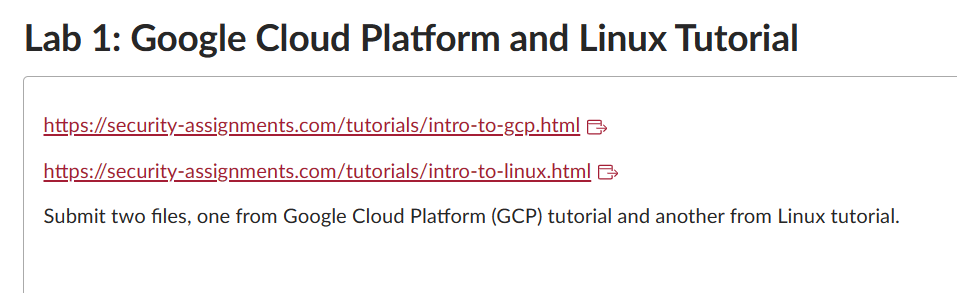 Lab 1: Google Cloud Platform and Linux Tutorial
https://security-assignments.com/tutorials/intro-to-gcp.html
https://security-assignments.com/tutorials/intro-to-linux.html
Submit two files, one from Google Cloud Platform (GCP) tutorial and another from Linux tutorial.